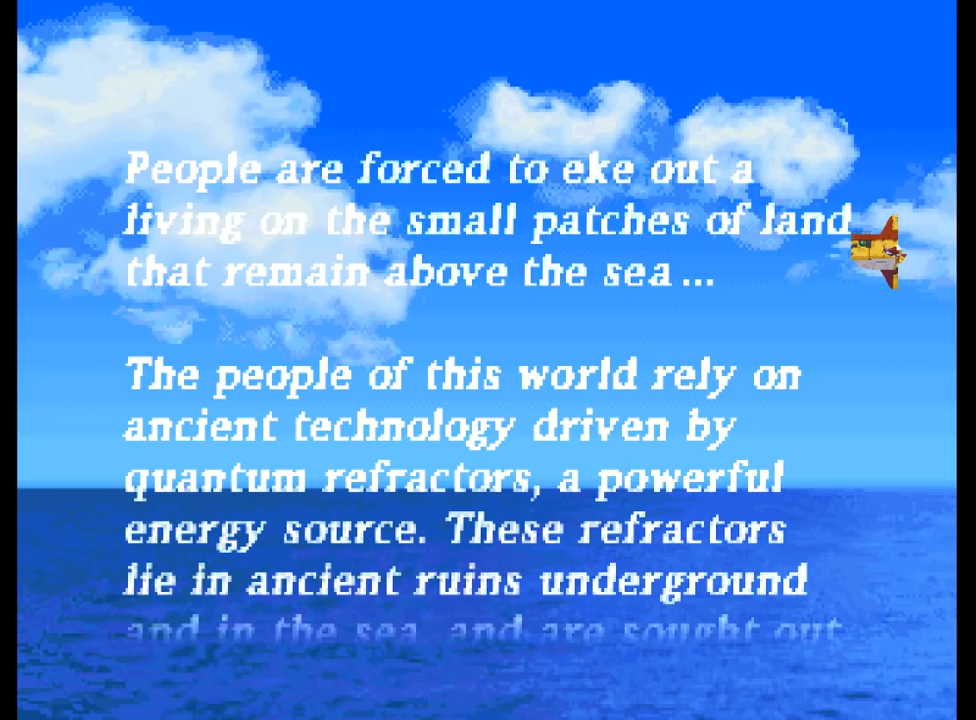 People are forced to eke out a
living on the small patches of land
that remain above the sea...
The people of this world rely on
ancient technology driven by
quantum refractors, a powerful
energy source. These refractors
lie in ancient ruins underground
and in the sea, and are sought out